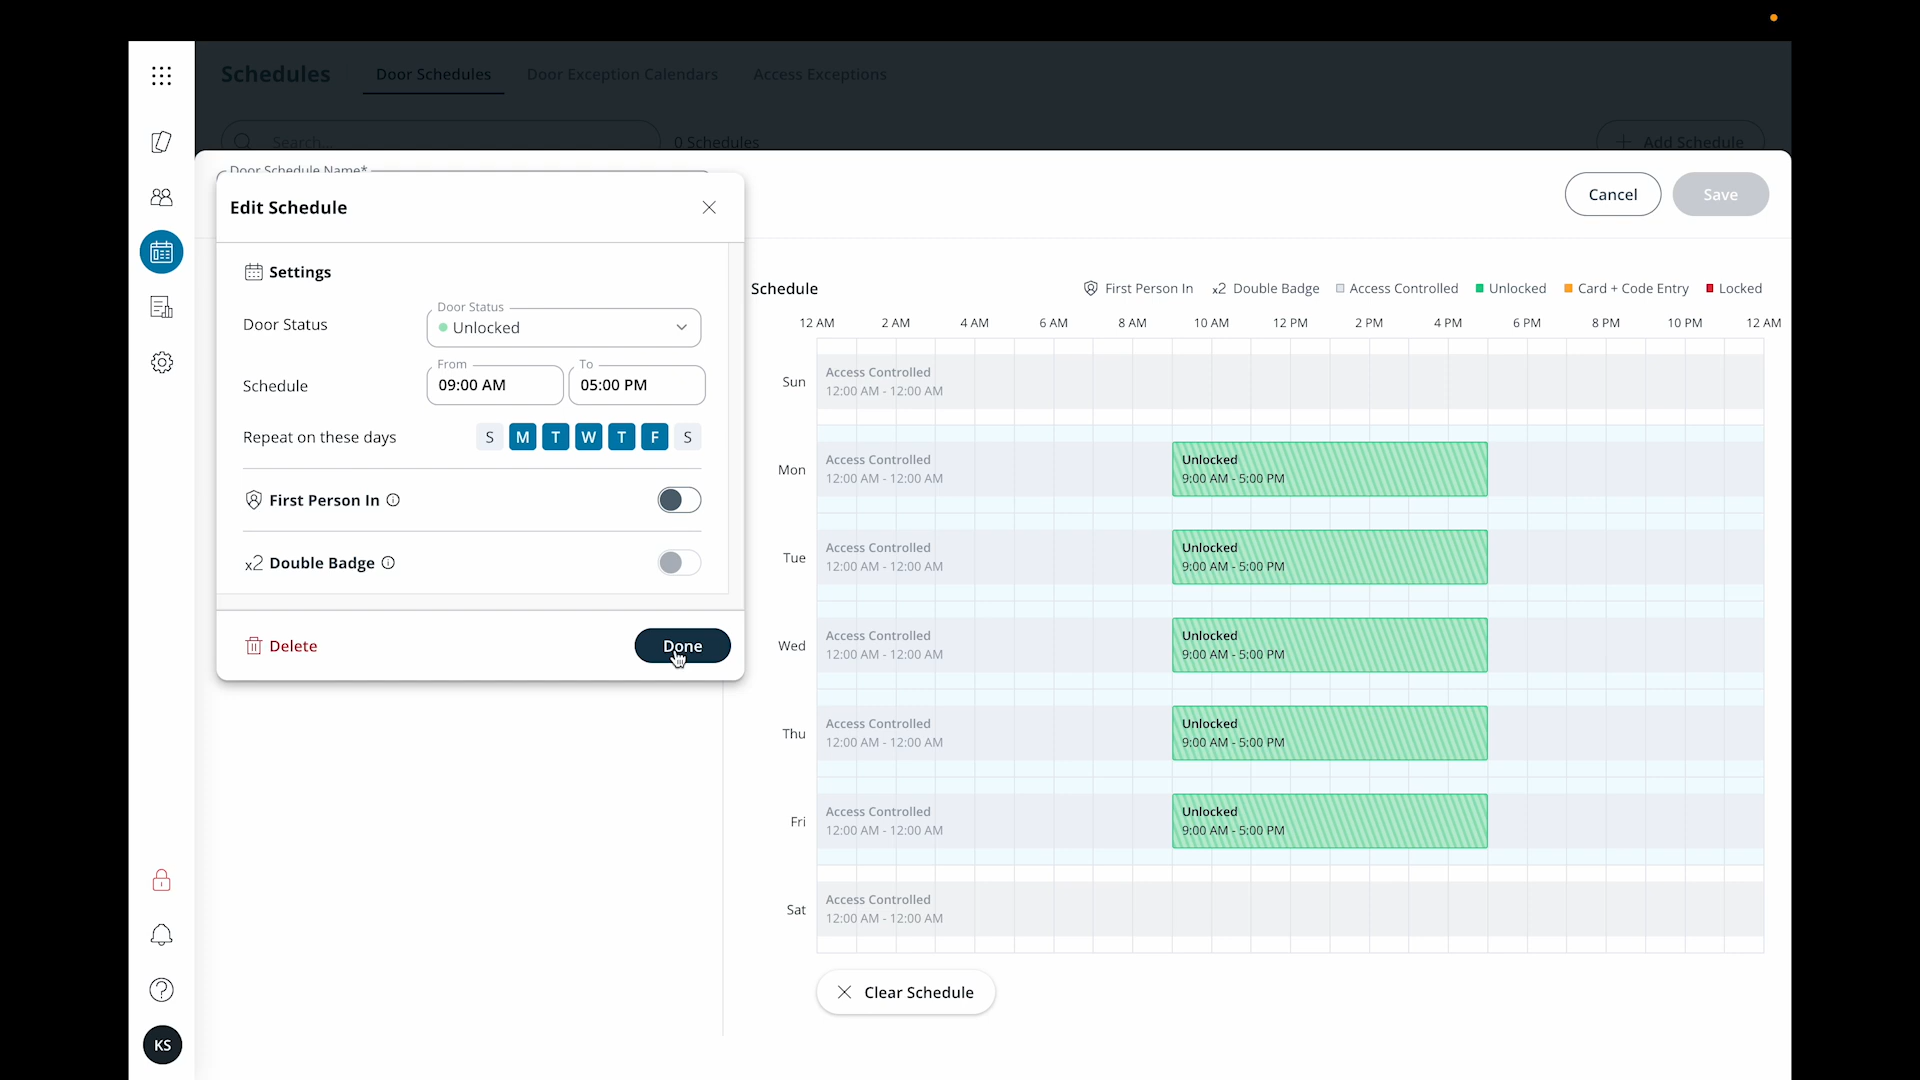 Schedules
Door Schedules
Door Exception Calendars
Access Exceptions
Search...
0 Schedules
Add Schedule
Door Schedule Name*
Cancel
Save
Edit Schedule
Settings
Door Status
Door Status
Unlocked
Schedule
From
09:00 AM
To
05:00 PM
Repeat on these days
S M T W T F S
First Person In
x2 Double Badge
Delete
Done
Schedule
First Person In
x2 Double Badge
Access Controlled
Unlocked
Card + Code Entry
Locked
12 AM 2 AM 4 AM 6 AM 8 AM 10 AM 12 PM 2 PM 4 PM 6 PM 8 PM 10 PM 12 AM
Sun
Access Controlled
12:00 AM - 12:00 AM
Mon
Access Controlled
12:00 AM - 12:00 AM
Unlocked
9:00 AM - 5:00 PM
Tue
Access Controlled
12:00 AM - 12:00 AM
Unlocked
9:00 AM - 5:00 PM
Wed
Access Controlled
12:00 AM - 12:00 AM
Unlocked
9:00 AM - 5:00 PM
Thu
Access Controlled
12:00 AM - 12:00 AM
Unlocked
9:00 AM - 5:00 PM
Fri
Access Controlled
12:00 AM - 12:00 AM
Unlocked
9:00 AM - 5:00 PM
Sat
Access Controlled
12:00 AM - 12:00 AM
Clear Schedule
KS